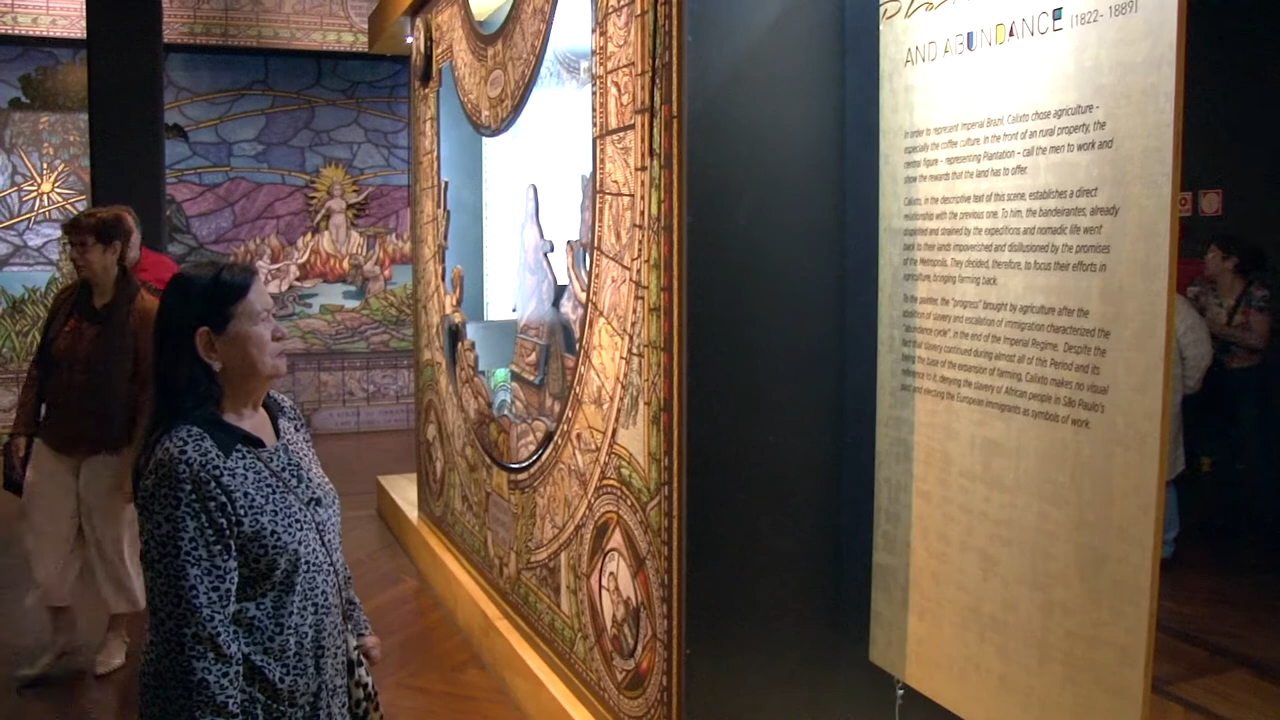 AND ABUNDANCE (1822- 1889)
In order to represent Imperial Brazil, Calixto chose agriculture -
especially the coffee culture. In the front of an rural property, the
central figure - representing Plantation - call the men to work and
show the rewards that the land has to offer.
Calixto, in the descriptive text of this scene, establishes a direct
relationship with the previous one. To him, the bandeirantes, already
dispirited and strained by the expeditions and nomadic life went
back to their lands impoverished and disillusioned by the promises
of the Metropolis. They decided, therefore, to focus their efforts in
agriculture, bringing farming back.
To the painter, the "progress" brought by agriculture after the
abolition of slavery and escalation of immigration characterized the
"abundance cycle", in the end of the Imperial Regime. Despite the
fact that slavery continued during almost all of this Period and its
being the base of the expansion of farming, Calixto makes no visual
reference to it, denying the slavery of African people in São Paulo's
past and electing the European immigrants as symbols of work.